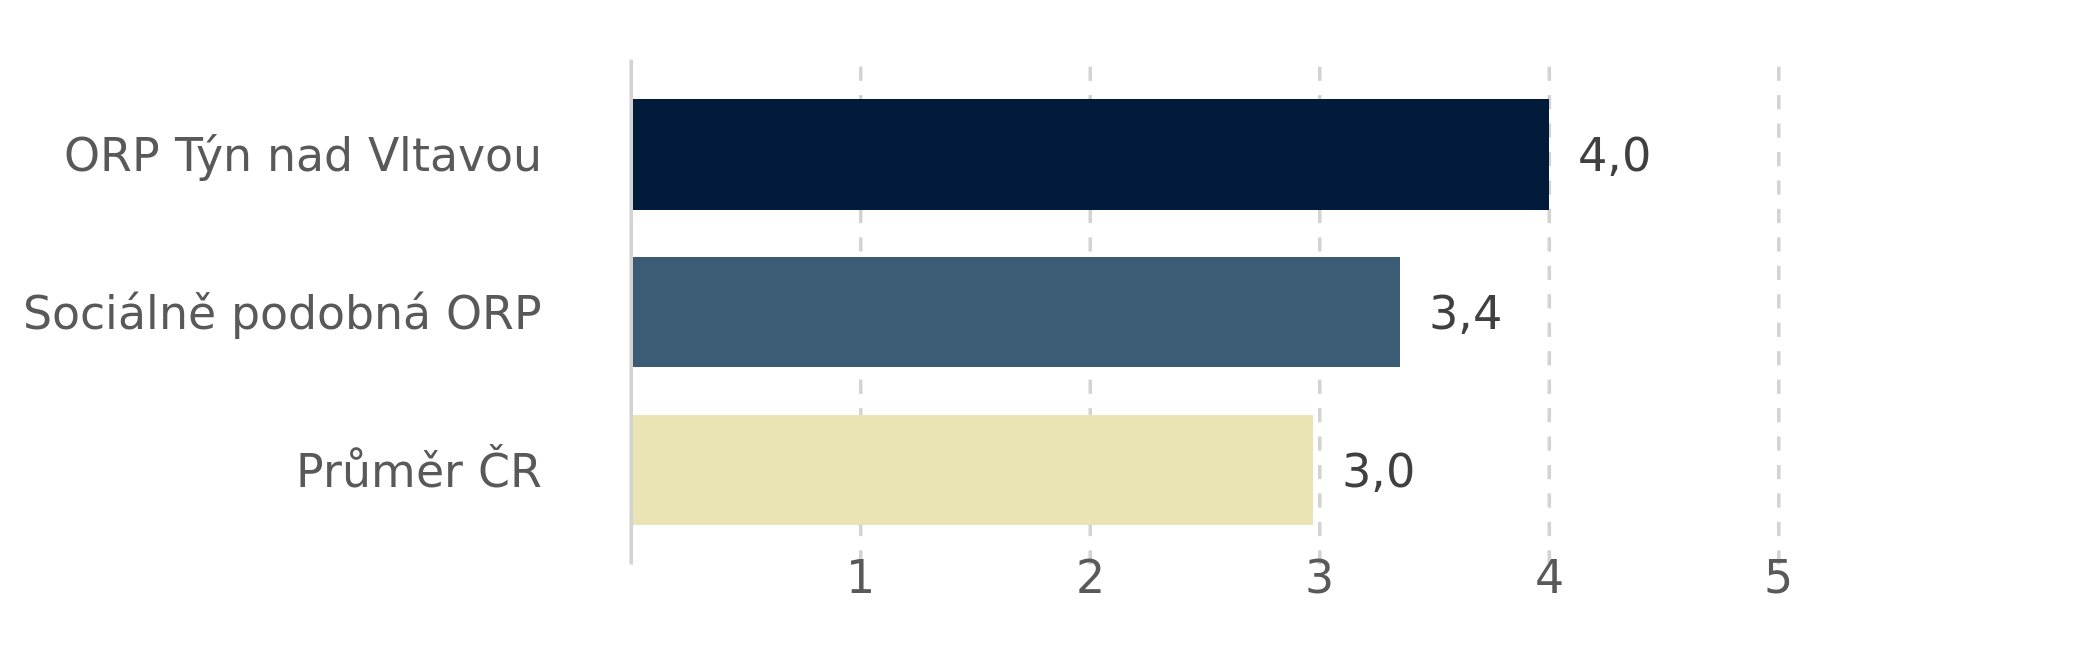 ORP Týn nad Vltavou 4,0
Sociálně podobná ORP 3,4
Průměr ČR 3,0
1 2 3 4 5